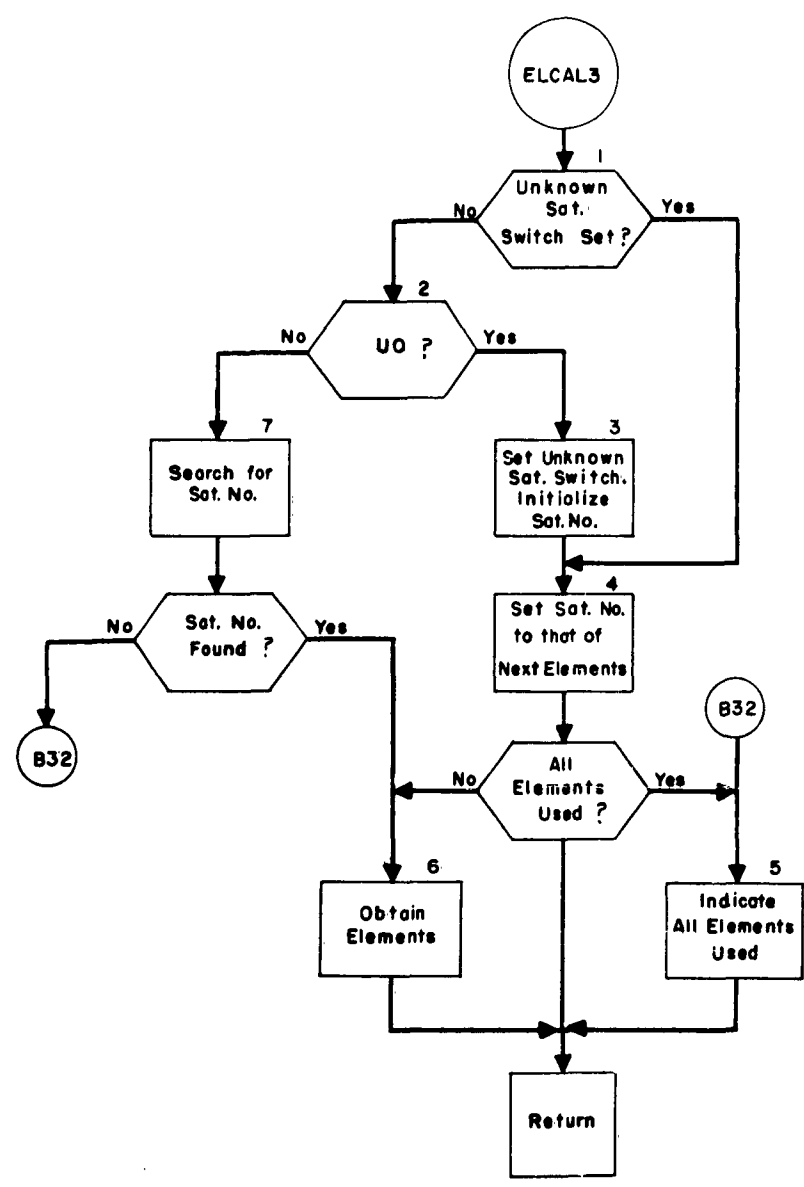 ELCAL3
1
Unknown
Sat.
Switch Set?
No
Yes
2
UO ?
No
Yes
7
Search for
Sat. No.
3
Set Unknown
Sat. Switch.
Initialize
Sat. No.
4
Set Sat. No.
to that of
Next Elements
Sat. No.
Found ?
No
Yes
B32
B32
All
Elements
Used ?
No
Yes
6
Obtain
Elements
5
Indicate
All Elements
Used
Return